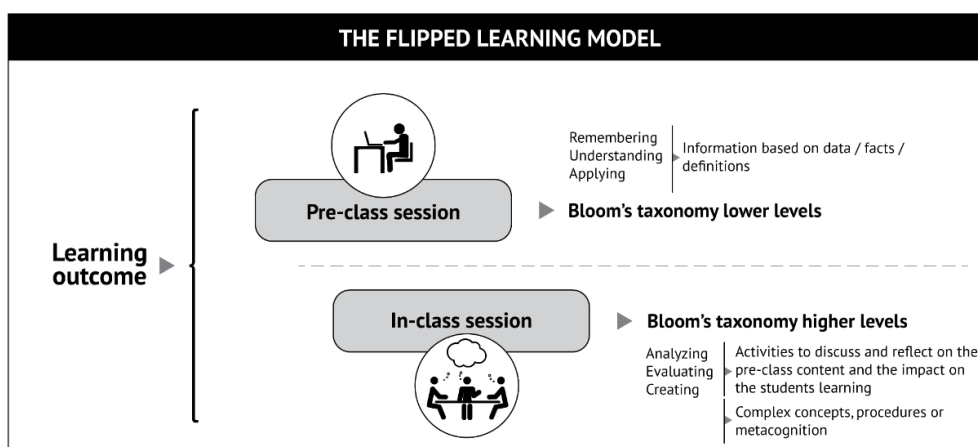 THE FLIPPED LEARNING MODEL
Remembering
Understanding
Applying
Information based on data / facts /
definitions
Pre-class session
Bloom's taxonomy lower levels
Learning
outcome
In-class session
Bloom's taxonomy higher levels
Analyzing
Evaluating
Creating
Activities to discuss and reflect on the
pre-class content and the impact on
the students learning
Complex concepts, procedures or
metacognition